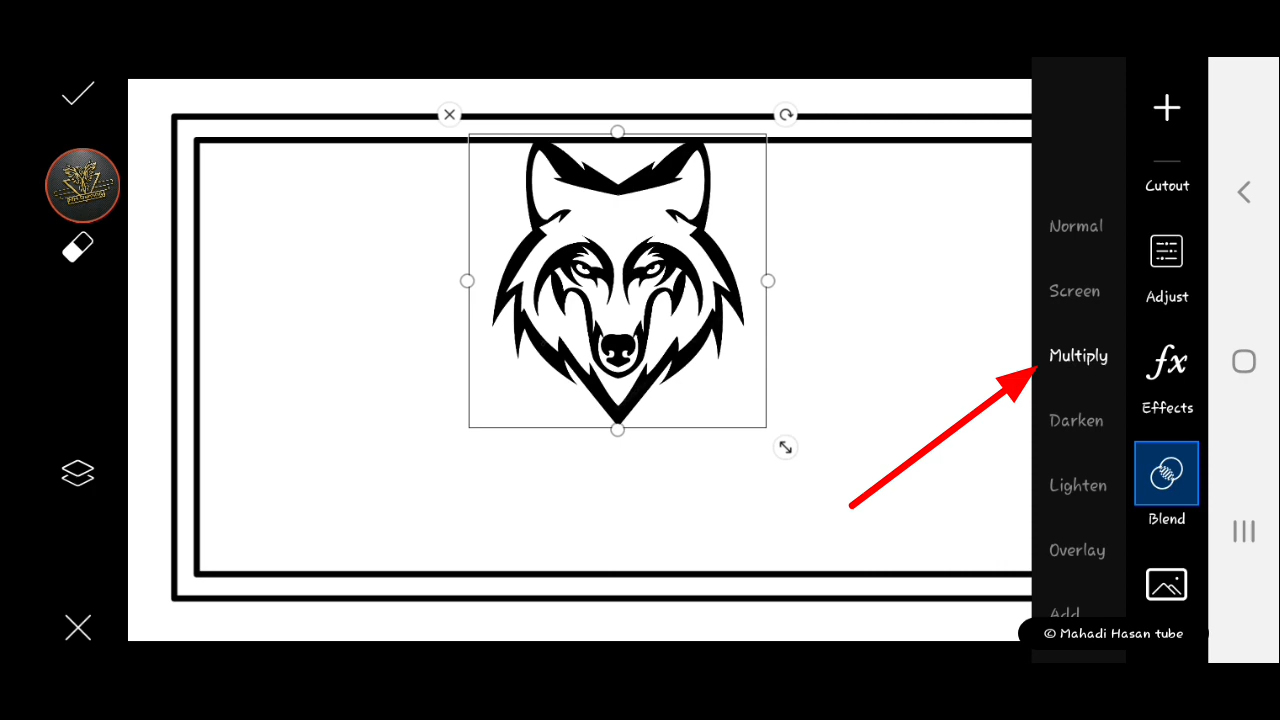 Normal
Screen
Multiply
Darken
Lighten
Overlay
Add
Cutout
Adjust
fx
Effects
Blend
© Mahadi Hasan tube